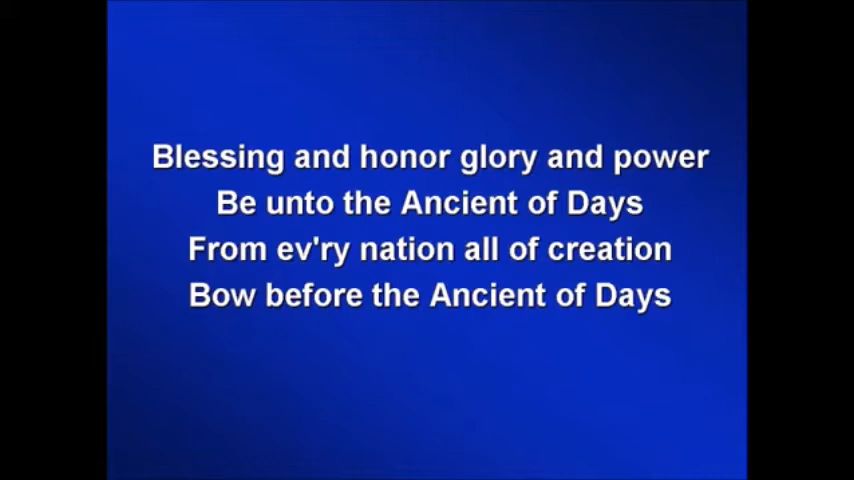 Blessing and honor glory and power
Be unto the Ancient of Days
From ev'ry nation all of creation
Bow before the Ancient of Days